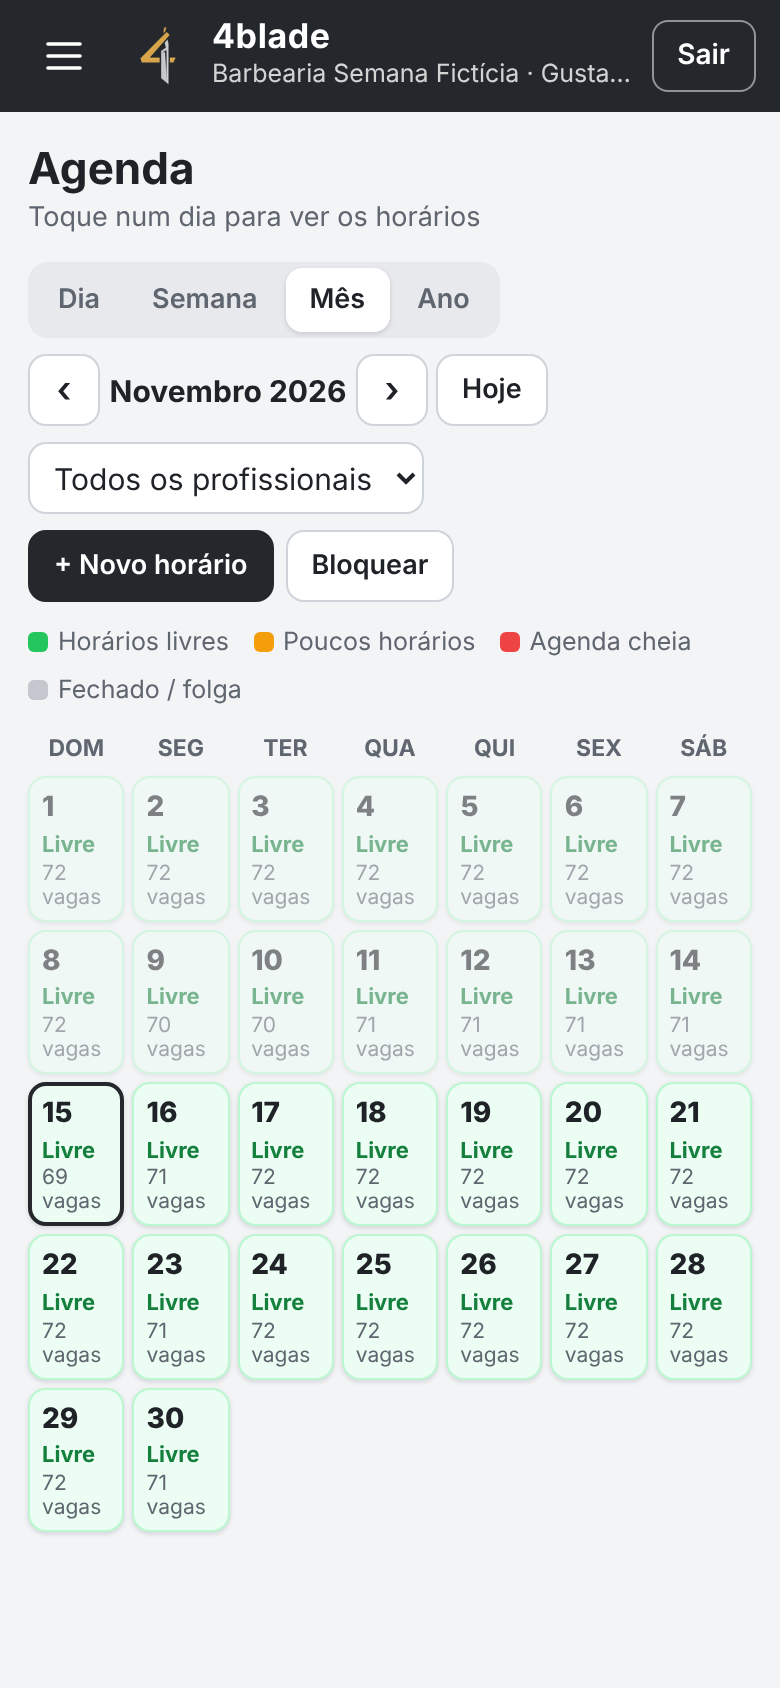 4blade
Barbearia Semana Fictícia · Gusta...
Sair
Agenda
Toque num dia para ver os horários
Dia Semana Mês Ano
‹ Novembro 2026 › Hoje
Todos os profissionais
+ Novo horário Bloquear
Horários livres Poucos horários Agenda cheia
Fechado / folga
DOM SEG TER QUA QUI SEX SÁB
1 2 3 4 5 6 7
Livre Livre Livre Livre Livre Livre Livre
72 72 72 72 72 72 72
vagas vagas vagas vagas vagas vagas vagas
8 9 10 11 12 13 14
Livre Livre Livre Livre Livre Livre Livre
72 70 70 71 71 71 71
vagas vagas vagas vagas vagas vagas vagas
15 16 17 18 19 20 21
Livre Livre Livre Livre Livre Livre Livre
69 71 72 72 72 72 72
vagas vagas vagas vagas vagas vagas vagas
22 23 24 25 26 27 28
Livre Livre Livre Livre Livre Livre Livre
72 71 72 72 72 72 72
vagas vagas vagas vagas vagas vagas vagas
29 30
Livre Livre
72 71
vagas vagas